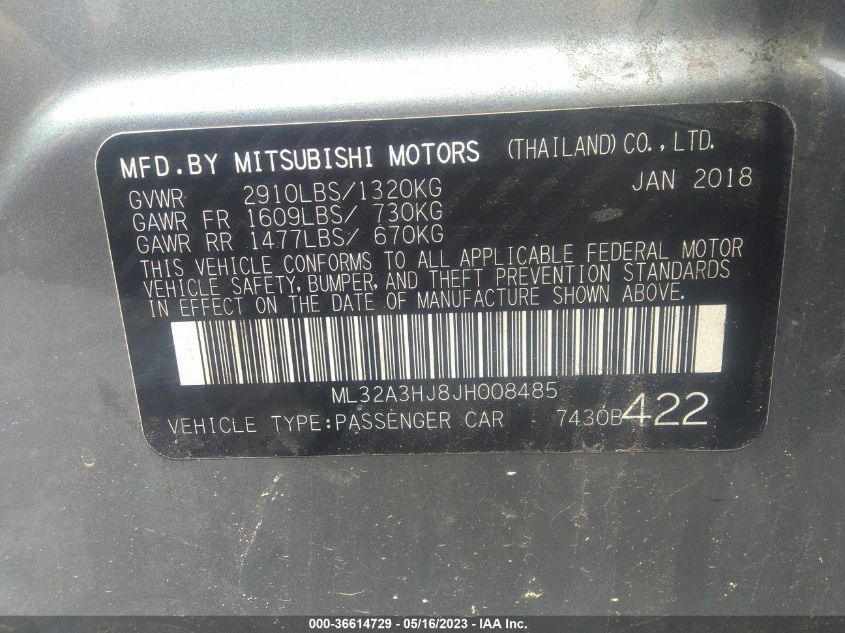 MFD.BY MITSUBISHI MOTORS (THAILAND) CO.,LTD.
GVWR 2910LBS/1320KG JAN 2018
GAWR FR 1609LBS/ 730KG
GAWR RR 1477LBS/ 670KG
THIS VEHICLE CONFORMS TO ALL APPLICABLE FEDERAL MOTOR
VEHICLE SAFETY, BUMPER, AND THEFT PREVENTION STANDARDS
IN EFFECT ON THE DATE OF MANUFACTURE SHOWN ABOVE.
ML32A3HJ8JH008485
VEHICLE TYPE:PASSENGER CAR 7430B422
000-36614729 - 05/16/2023 - IAA Inc.